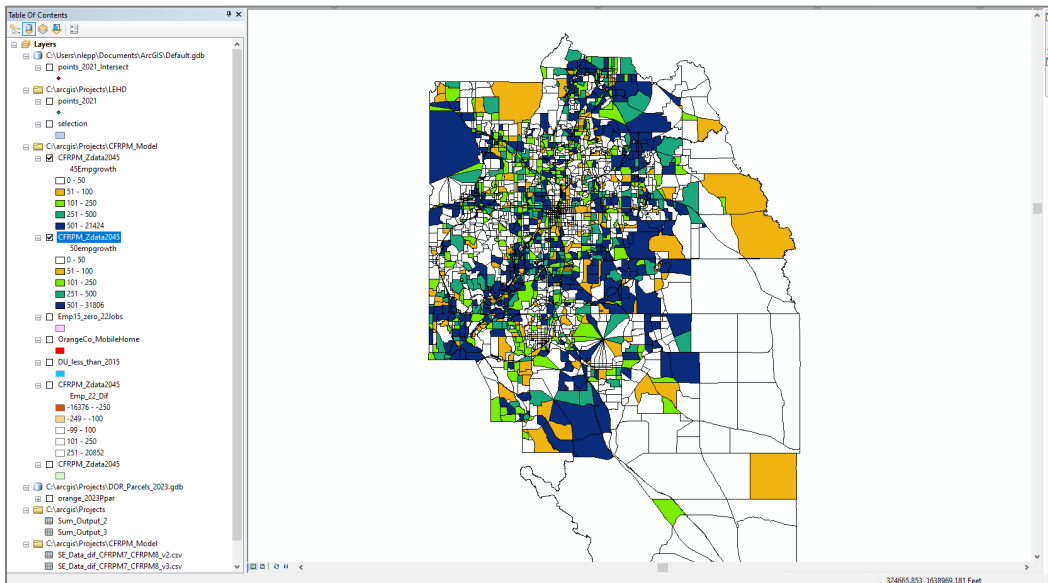 Table Of Contents
Layers
C:\Users\nlepp\Documents\ArcGIS\Default.gdb
points_2021_Intersect
C:\arcgis\Projects\LEHD
points_2021
selection
C:\arcgis\Projects\CFRPM_Model
CFRPM_Zdata2045
45Empgrowth
0 - 50
51 - 100
101 - 250
251 - 500
501 - 21424
CFRPM_Zdata2045
50empgrowth
0 - 50
51 - 100
101 - 250
251 - 500
501 - 31806
Emp15_zero_22Jobs
OrangeCo_MobileHome
DU_less_than_2015
CFRPM_Zdata2045
Emp_22_Dif
-16376 - -250
-249 - -100
-99 - 100
101 - 250
251 - 20852
CFRPM_Zdata2045
C:\arcgis\Projects\DOR_Parcels_2023.gdb
orange_2023Ppar
C:\arcgis\Projects
Sum_Output_2
Sum_Output_3
C:\arcgis\Projects\CFRPM_Model
SE_Data_dif_CFRPM7_CFRPM8_v2.csv
SE_Data_dif_CFRPM7_CFRPM8_v3.csv
324665.853 1638969.181 Feet